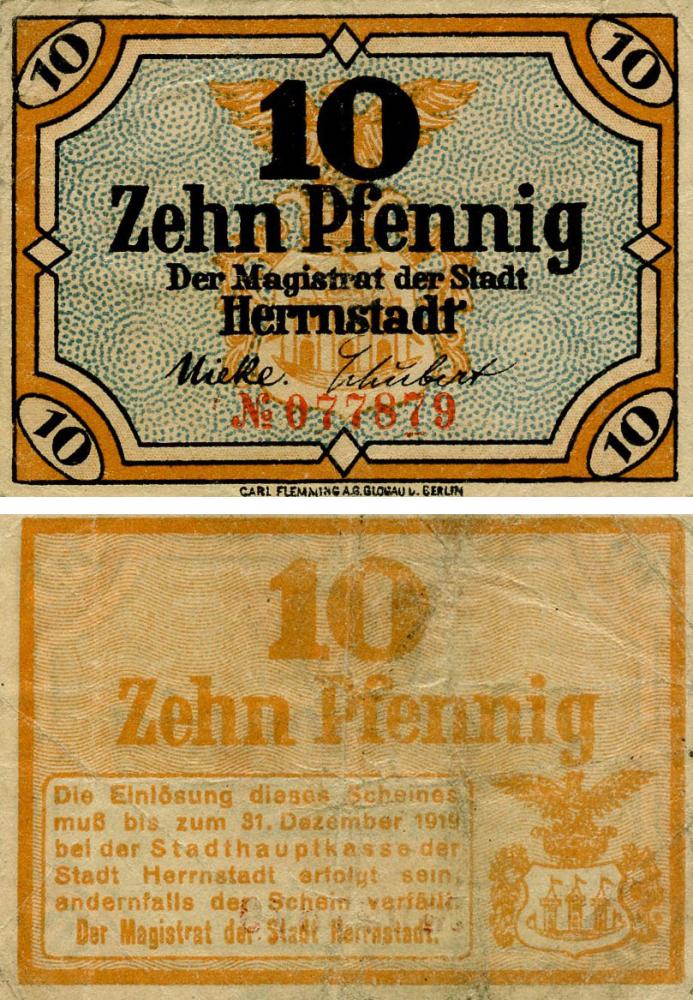 10 10
10
Zehn Pfennig
Der Magistrat der Stadt
Herrnstadt
Mieke. Schubert
№ 077879
10 10
CARL FLEMMING A.G. GLOGAU U. BERLIN
10
Zehn Pfennig
Die Einlösung dieses Scheines
muß bis zum 31. Dezember 1919
bei der Stadthauptkasse der
Stadt Herrnstadt erfolgt sein,
andernfalls der Schein verfällt.
Der Magistrat der Stadt Herrnstadt.